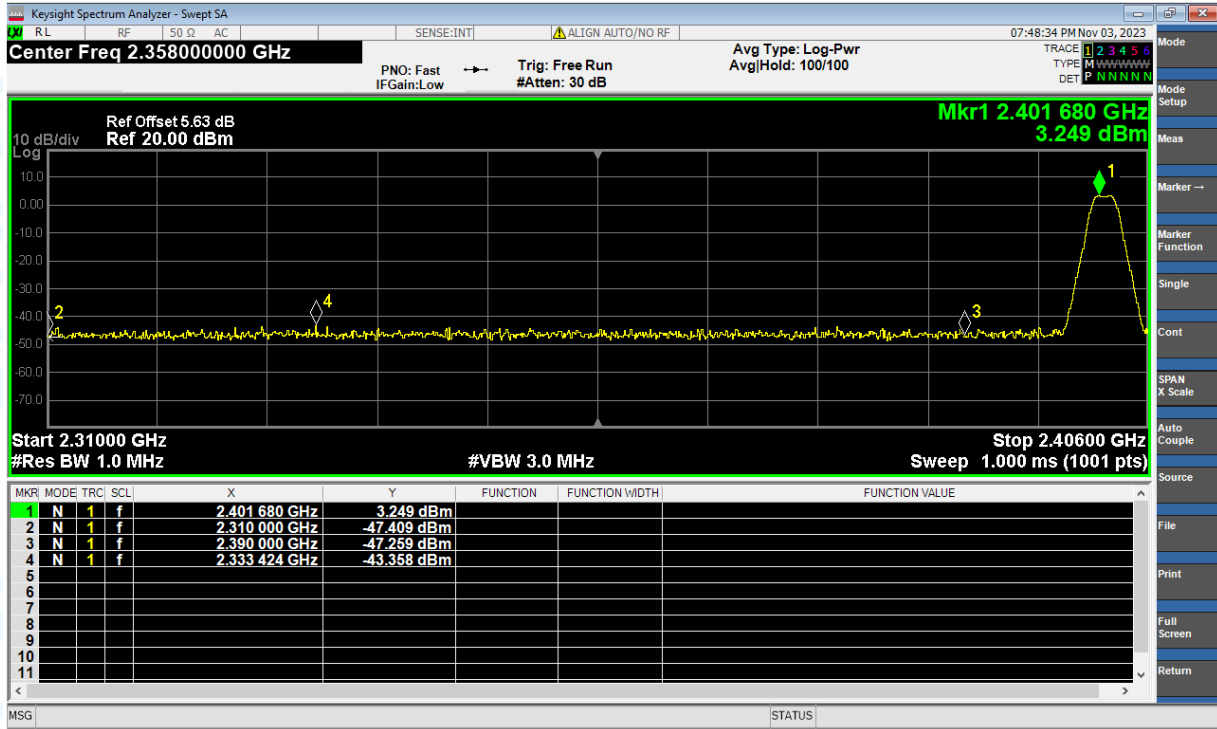 Keysight Spectrum Analyzer - Swept SA
LXI RL RF 50 Ω AC SENSE:INT ALIGN AUTO/NO RF 07:48:34 PM Nov 03, 2023
Center Freq 2.358000000 GHz
PNO: Fast
IFGain:Low
Trig: Free Run
#Atten: 30 dB
Avg Type: Log-Pwr
Avg|Hold: 100/100
TRACE 1 2 3 4 5 6
TYPE M WWWWW
DET P N N N N N
Mkr1 2.401 680 GHz
3.249 dBm
Ref Offset 5.63 dB
10 dB/div Ref 20.00 dBm
Log
10.0
0.00
-10.0
-20.0
-30.0
-40.0
-50.0
-60.0
-70.0
1
2
4
3
Start 2.31000 GHz Stop 2.40600 GHz
#Res BW 1.0 MHz #VBW 3.0 MHz Sweep 1.000 ms (1001 pts)
MKR MODE TRC SCL X Y FUNCTION FUNCTION WIDTH FUNCTION VALUE
1 N 1 f 2.401 680 GHz 3.249 dBm
2 N 1 f 2.310 000 GHz -47.409 dBm
3 N 1 f 2.390 000 GHz -47.259 dBm
4 N 1 f 2.333 424 GHz -43.358 dBm
5
6
7
8
9
10
11
MSG STATUS
Mode
Mode
Setup
Meas
Marker →
Marker
Function
Single
Cont
SPAN
X Scale
Auto
Couple
Source
File
Print
Full
Screen
Return